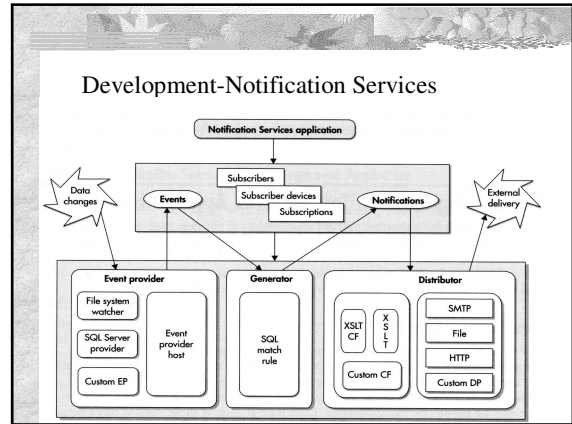 Development-Notification Services
Notification Services application
Data
changes
Subscribers
Subscriber devices
Subscriptions
Events
Notifications
External
delivery
Event provider
File system
watcher
SQL Server
provider
Custom EP
Event
provider
host
Generator
SQL
match
rule
Distributor
XSLT
CF
X
S
L
T
Custom CF
SMTP
File
HTTP
Custom DP